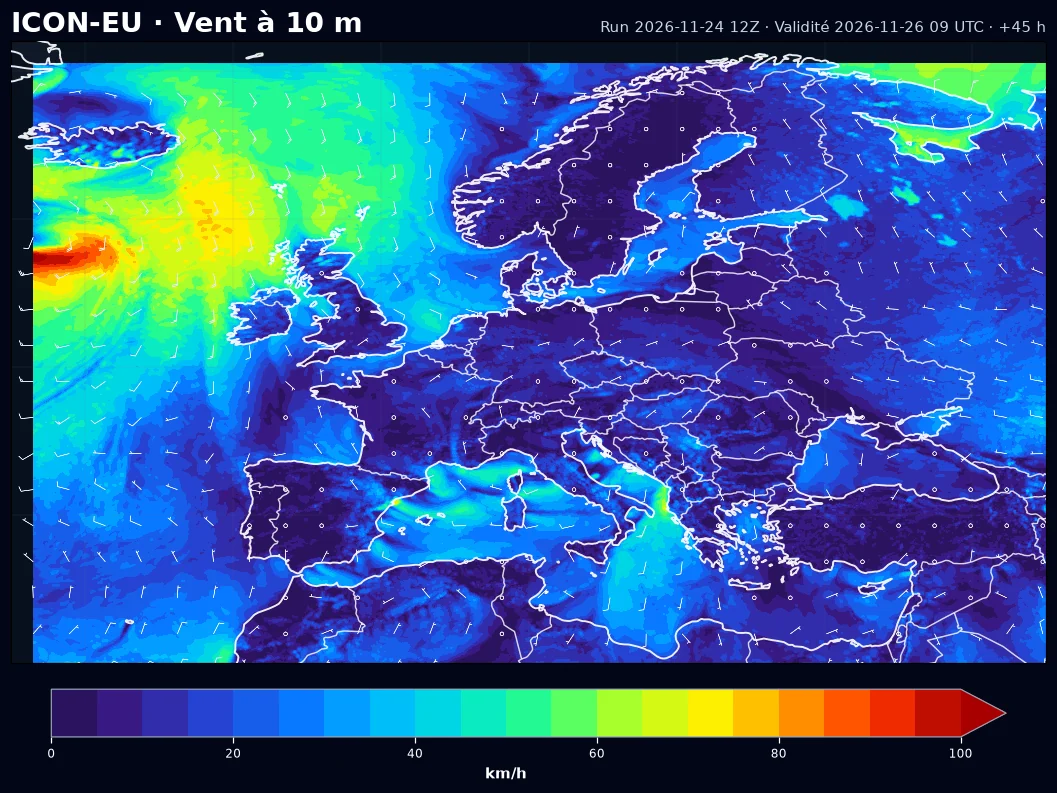 ICON-EU · Vent à 10 m
Run 2026-11-24 12Z · Validité 2026-11-26 09 UTC · +45 h
0 20 40 60 80 100
km/h